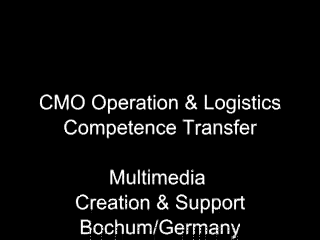 CMO Operation & Logistics
Competence Transfer
Multimedia
Creation & Support
Bochum/Germany